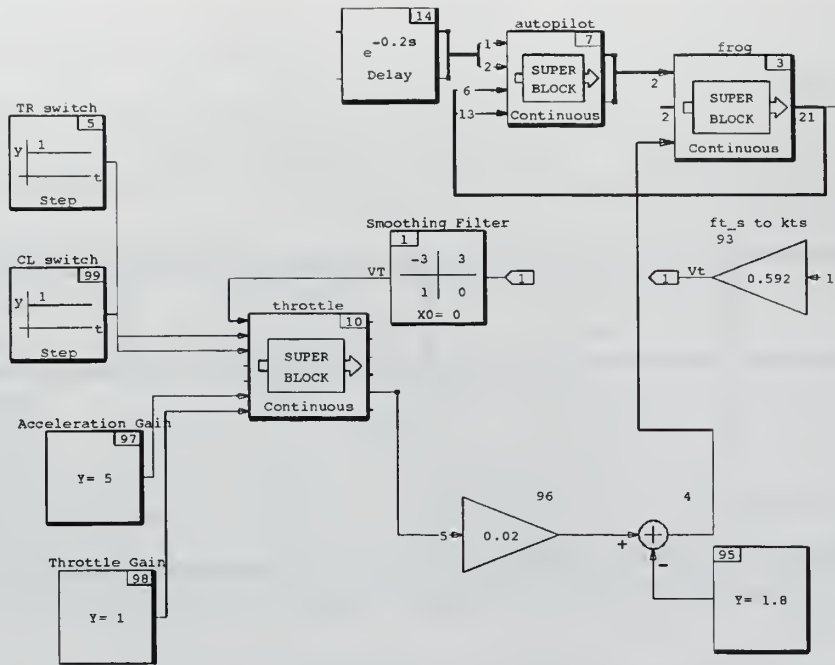 14
e^-0.2s
Delay
autopilot
7
1
2
6
13
SUPER
BLOCK
Continuous
frog
3
2
2
SUPER
BLOCK
21
Continuous
TR switch
5
y 1
t
Step
CL switch
99
y 1
t
Step
Smoothing Filter
1
-3 3
1 0
X0= 0
VT
1
ft_s to kts
93
1
Vt
0.592
1
throttle
10
SUPER
BLOCK
Continuous
Acceleration Gain
97
Y= 5
Throttle Gain
98
Y= 1
5
0.02
96
4
+
+
-
95
Y= 1.8